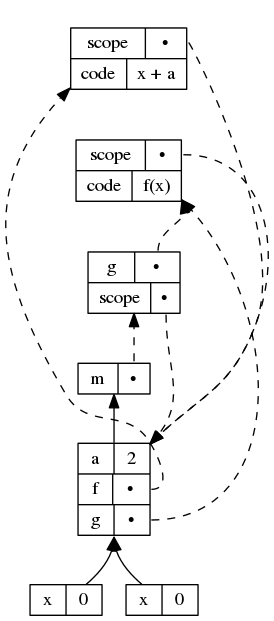 scope •
code x + a
scope •
code f(x)
g •
scope •
m •
a 2
f •
g •
x 0 x 0